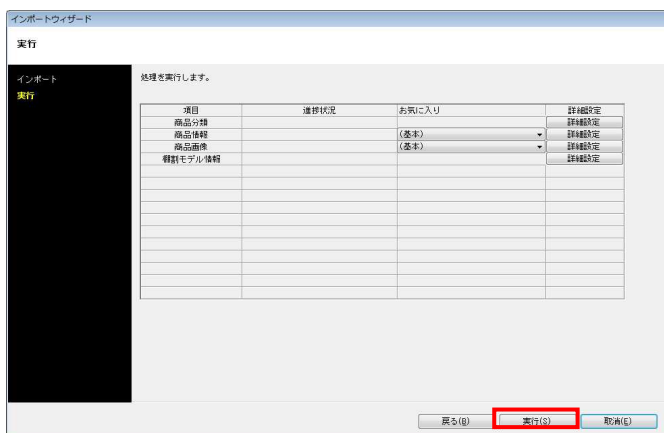 インポートウィザード
実行
インポート
実行
処理を実行します。
項目 進捗状況 お気に入り 詳細設定
商品分類 詳細設定
商品情報 (基本) 詳細設定
商品画像 (基本) 詳細設定
棚割モデル情報 詳細設定
戻る(B) 実行(S) 取消(E)